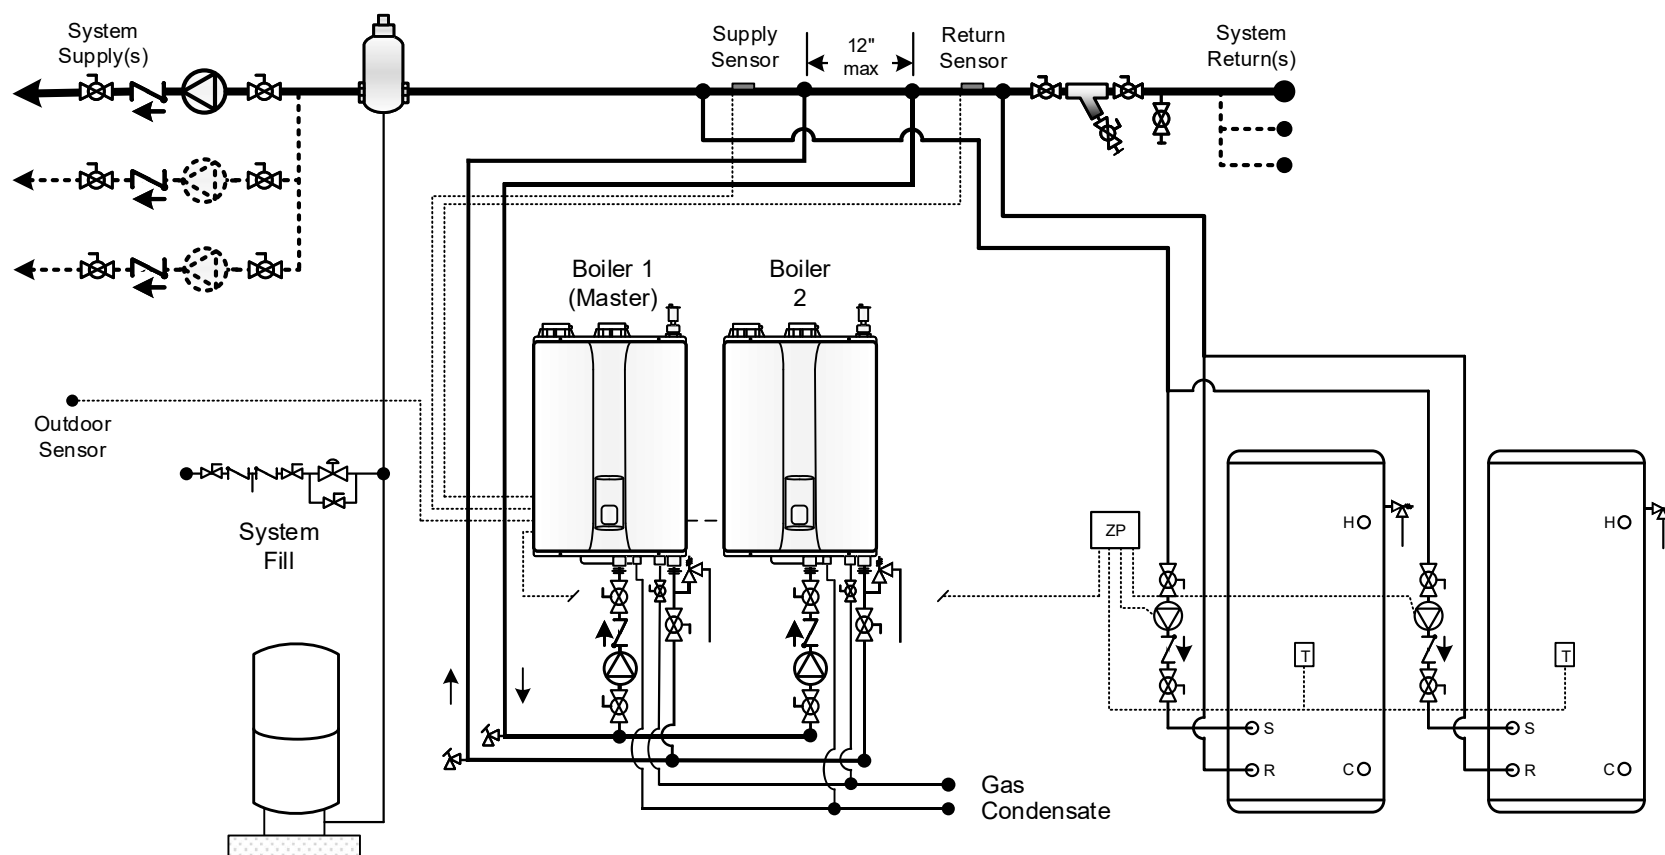 System
Supply(s)
Supply
Sensor
12"
max
Return
Sensor
System
Return(s)
Boiler 1
(Master)
Boiler
2
Outdoor
Sensor
System
Fill
ZP
H
H
T
T
S
S
R
C
R
C
Gas
Condensate